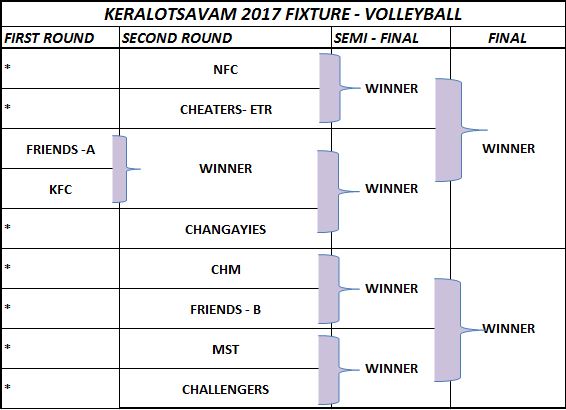 KERALOTSAVAM 2017 FIXTURE - VOLLEYBALL
FIRST ROUND SECOND ROUND SEMI - FINAL FINAL
* NFC
WINNER
* CHEATERS- ETR
FRIENDS -A
WINNER
WINNER
KFC
WINNER
* CHANGAYIES
* CHM
WINNER
* FRIENDS - B
WINNER
* MST
WINNER
* CHALLENGERS